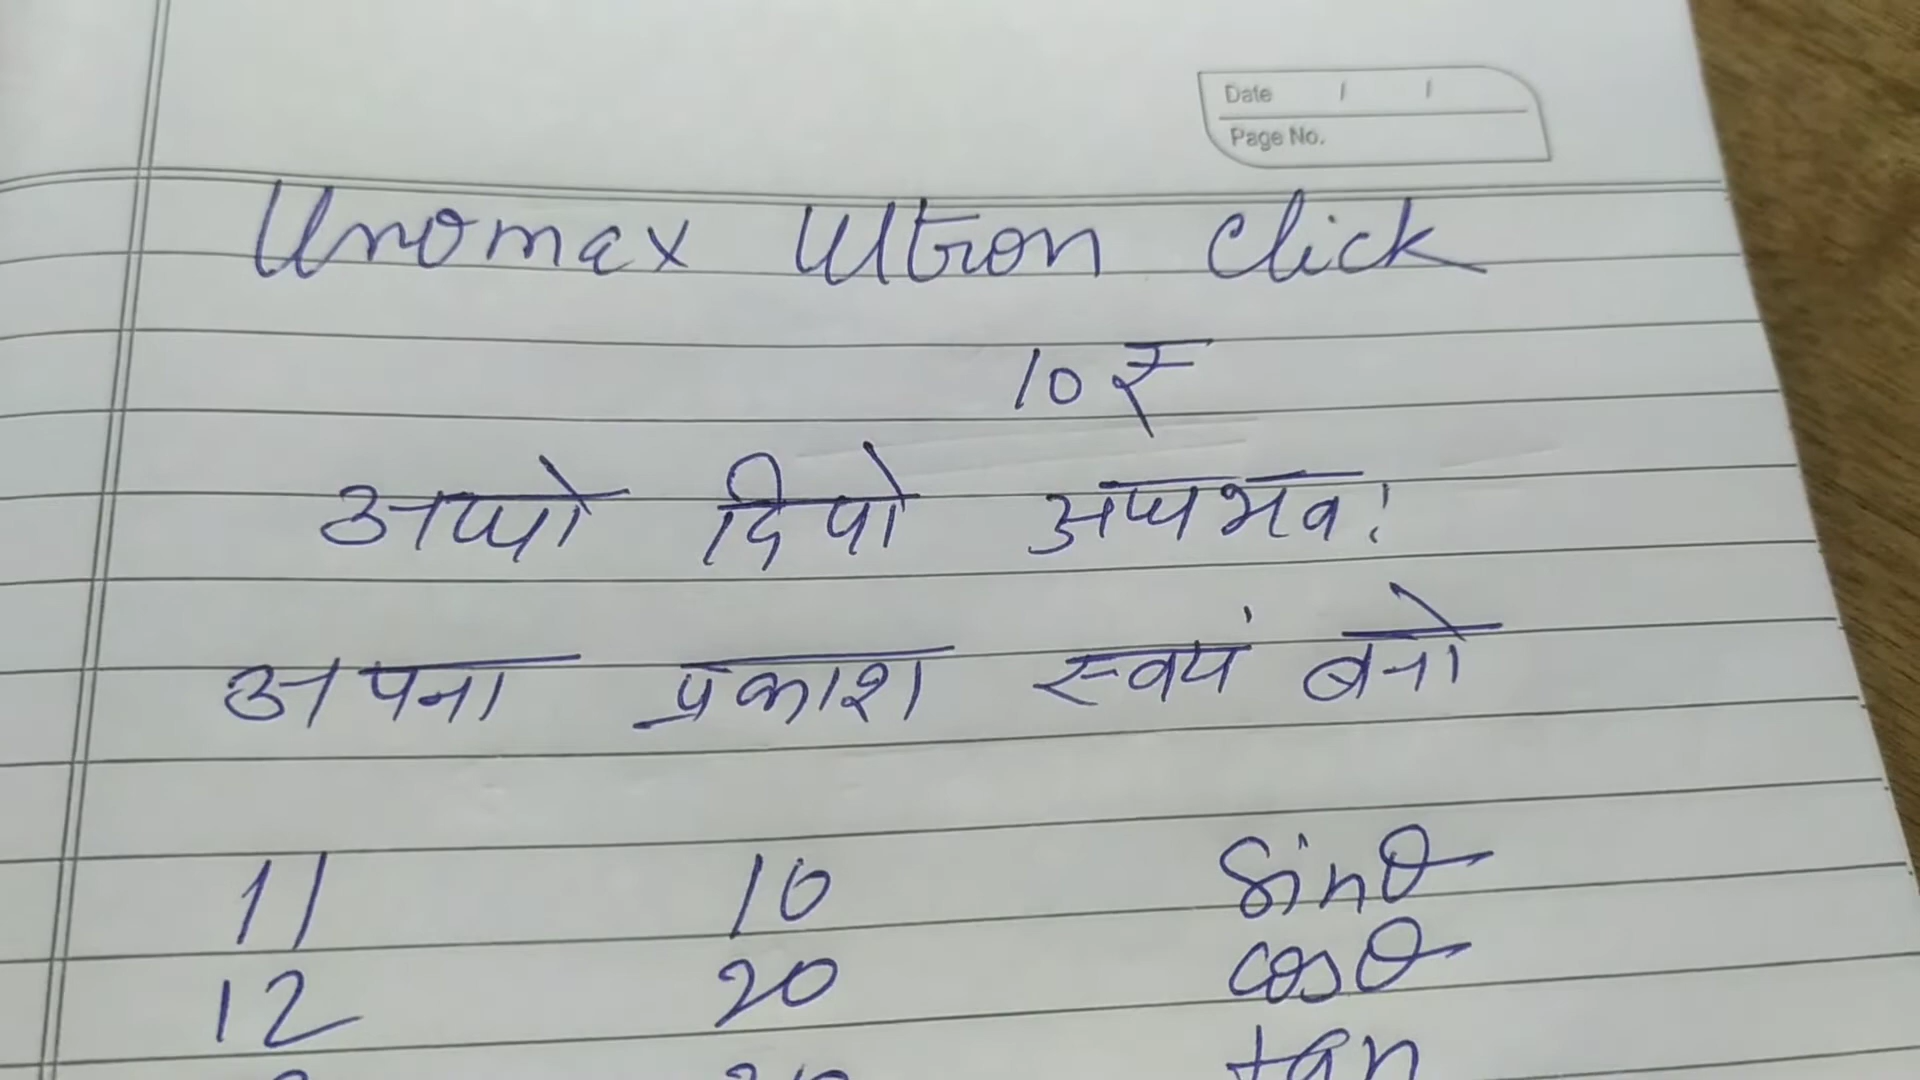 Date / /
Page No.
Unomax Ultron Click
10 ₹
अप्पो दिपो अप्पभव:
अपना प्रकाश स्वयं बनो
11 10 Sinθ
12 20 cosθ
tan